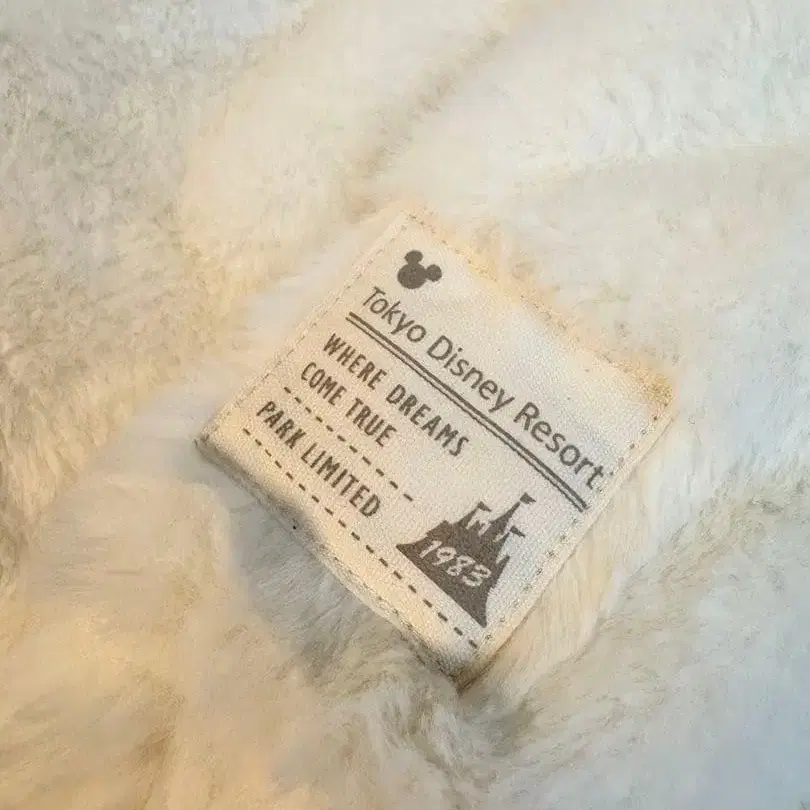 Tokyo Disney Resort
WHERE DREAMS
COME TRUE
PARK LIMITED
1983